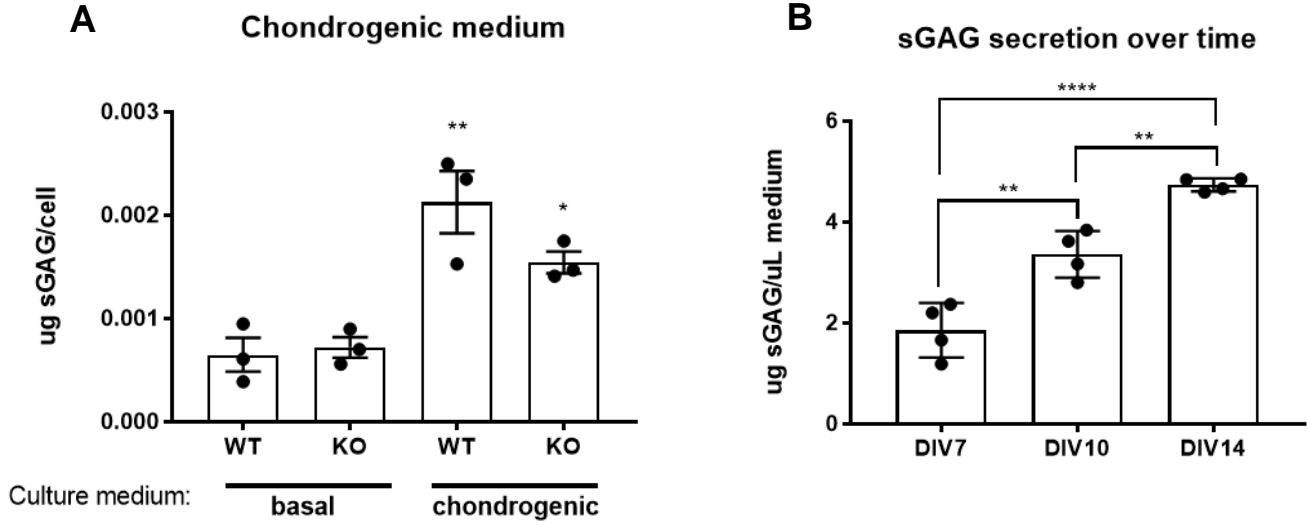 A
Chondrogenic medium
ug sGAG/cell
0.003
0.002
0.001
0.000
**
*
WT KO WT KO
Culture medium: basal chondrogenic
B
sGAG secretion over time
ug sGAG/uL medium
6
4
2
0
****
**
**
DIV7 DIV10 DIV14